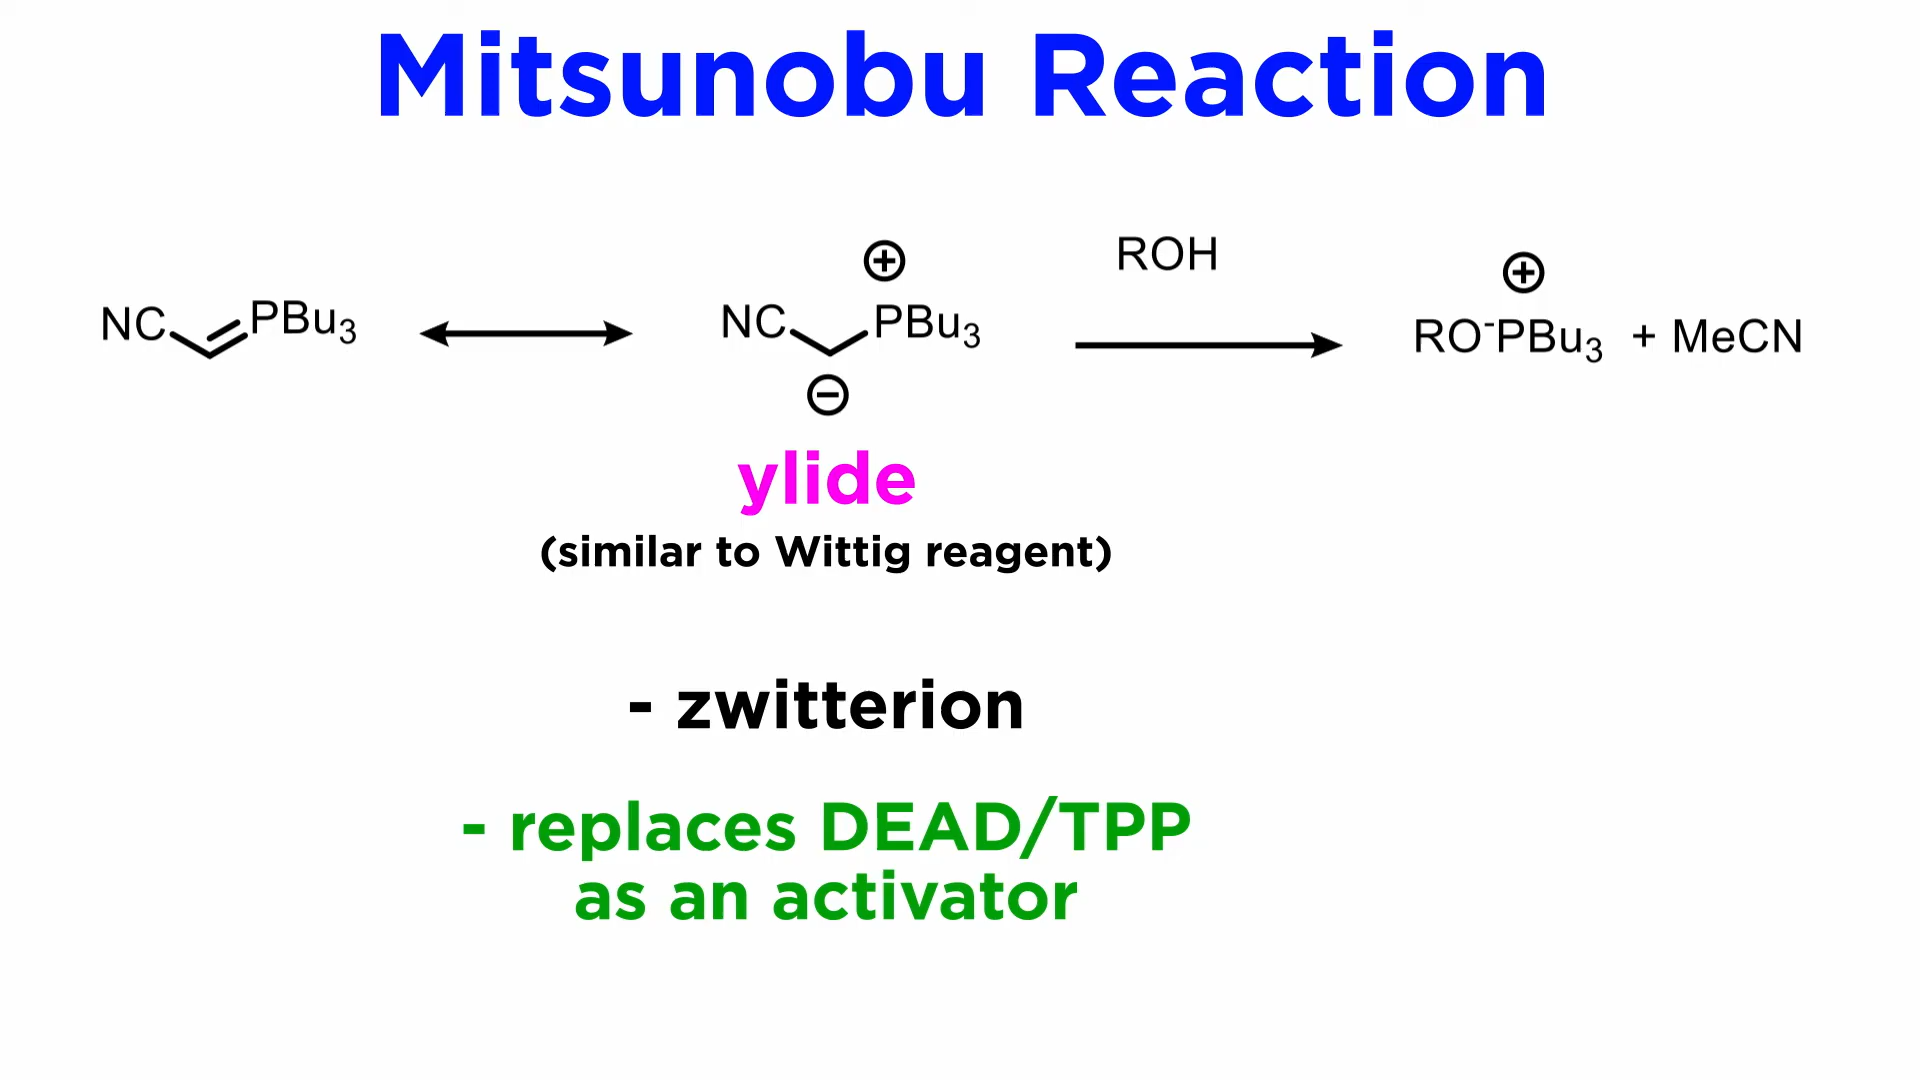 Mitsunobu Reaction
NC PBu₃ NC ⊕ PBu₃ ⊖ ROH ⊕ RO⁻PBu₃ + MeCN
ylide
(similar to Wittig reagent)
- zwitterion
- replaces DEAD/TPP
as an activator